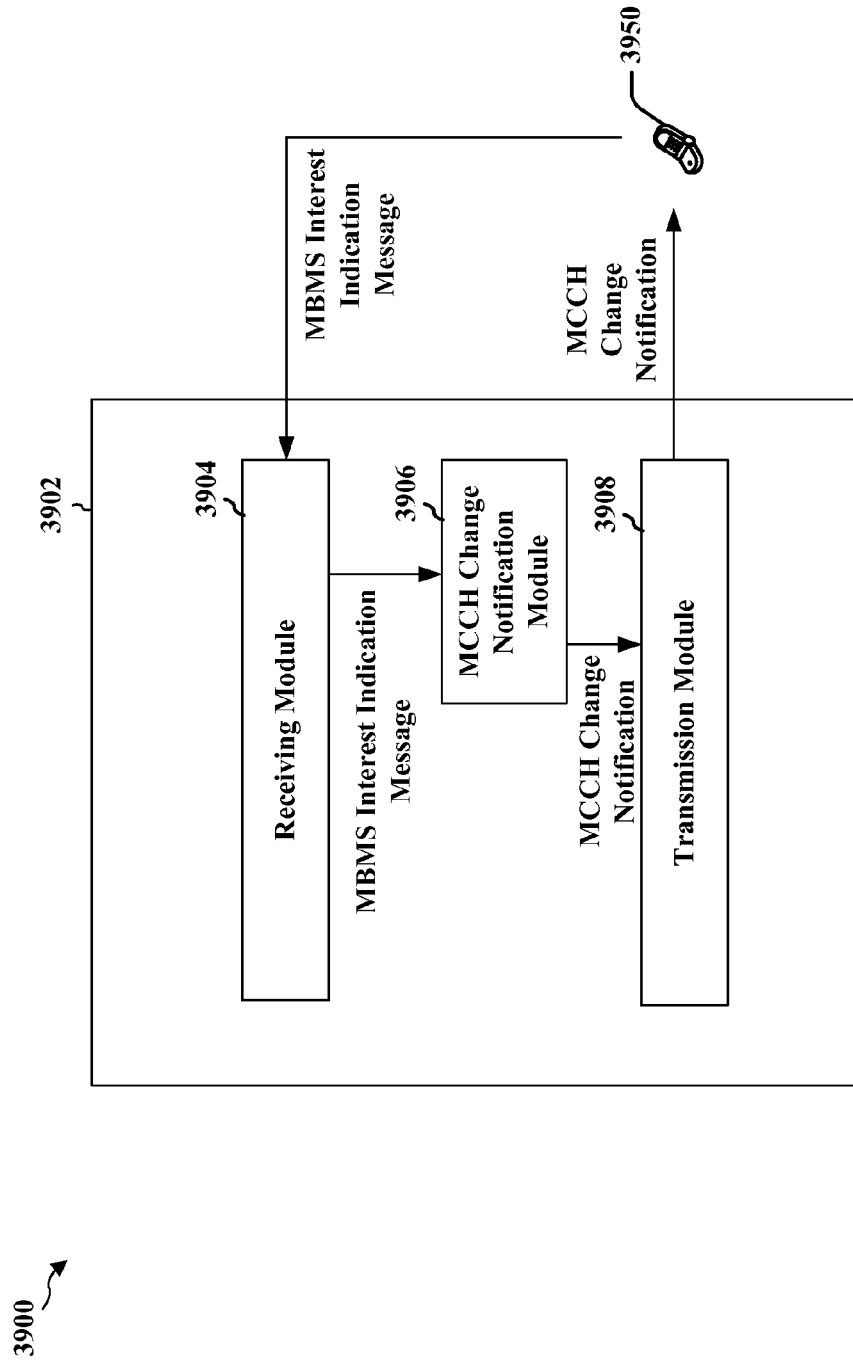 3900
3902
3904
Receiving Module
MBMS Interest Indication
Message
3906
MCCH Change
Notification
Module
MCCH Change
Notification
3908
Transmission Module
MBMS Interest
Indication
Message
MCCH
Change
Notification
3950